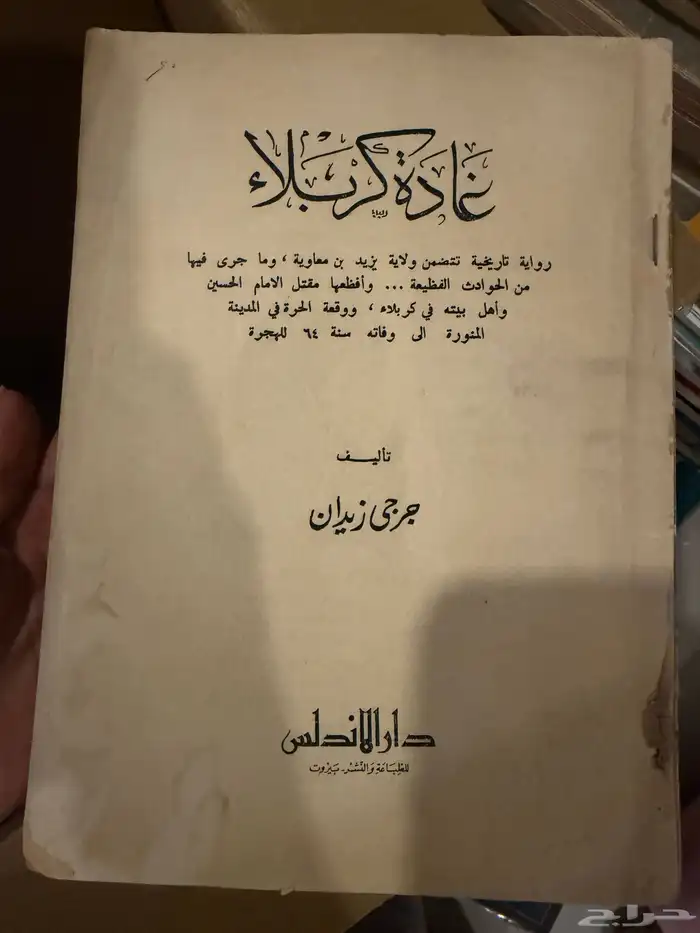 غادة كربلاء
رواية تاريخية تتضمن ولاية يزيد بن معاوية ، وما جرى فيها
من الحوادث الفظيعة ... وأفظعها مقتل الامام الحسين
وأهل بيته في كربلاء ، ووقعة الحرة في المدينة
المنورة الى وفاته سنة ٦٤ للهجرة
تأليف
جرجي زيدان
دار الاندلس
للطباعة والنشر - بيروت
حراج